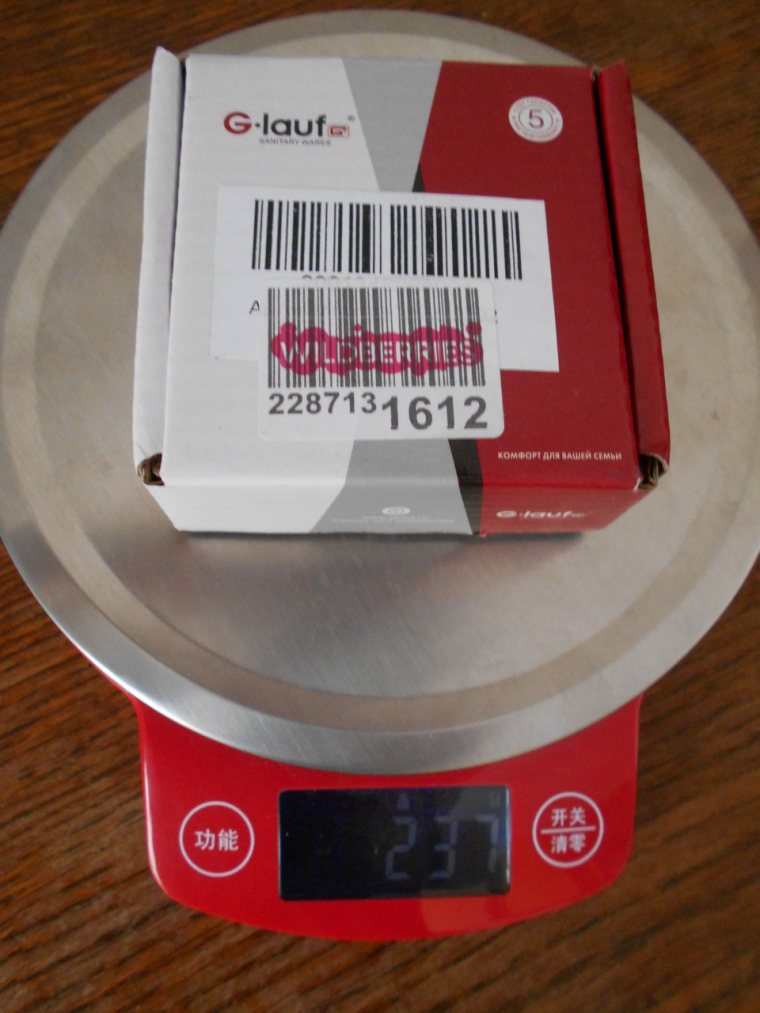 G·lauf
SANITARY WARES
5
WILDBERRIES
2287131612
КОМФОРТ ДЛЯ ВАШЕЙ СЕМЬИ
G·lauf
237
功能
开关
清零